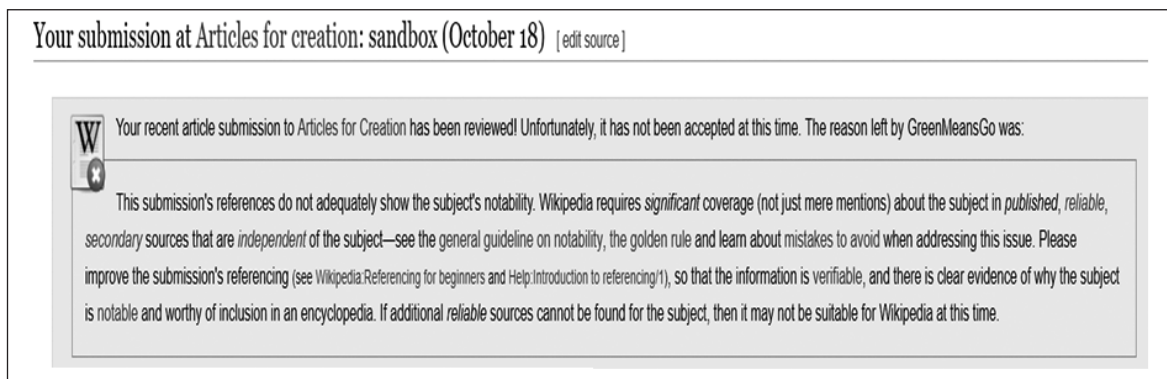 Your submission at Articles for creation: sandbox (October 18) [ edit source ]
W
Your recent article submission to Articles for Creation has been reviewed! Unfortunately, it has not been accepted at this time. The reason left by GreenMeansGo was:
This submission's references do not adequately show the subject's notability. Wikipedia requires significant coverage (not just mere mentions) about the subject in published, reliable,
secondary sources that are independent of the subject—see the general guideline on notability, the golden rule and learn about mistakes to avoid when addressing this issue. Please
improve the submission's referencing (see Wikipedia:Referencing for beginners and Help:Introduction to referencing/1), so that the information is verifiable, and there is clear evidence of why the subject
is notable and worthy of inclusion in an encyclopedia. If additional reliable sources cannot be found for the subject, then it may not be suitable for Wikipedia at this time.